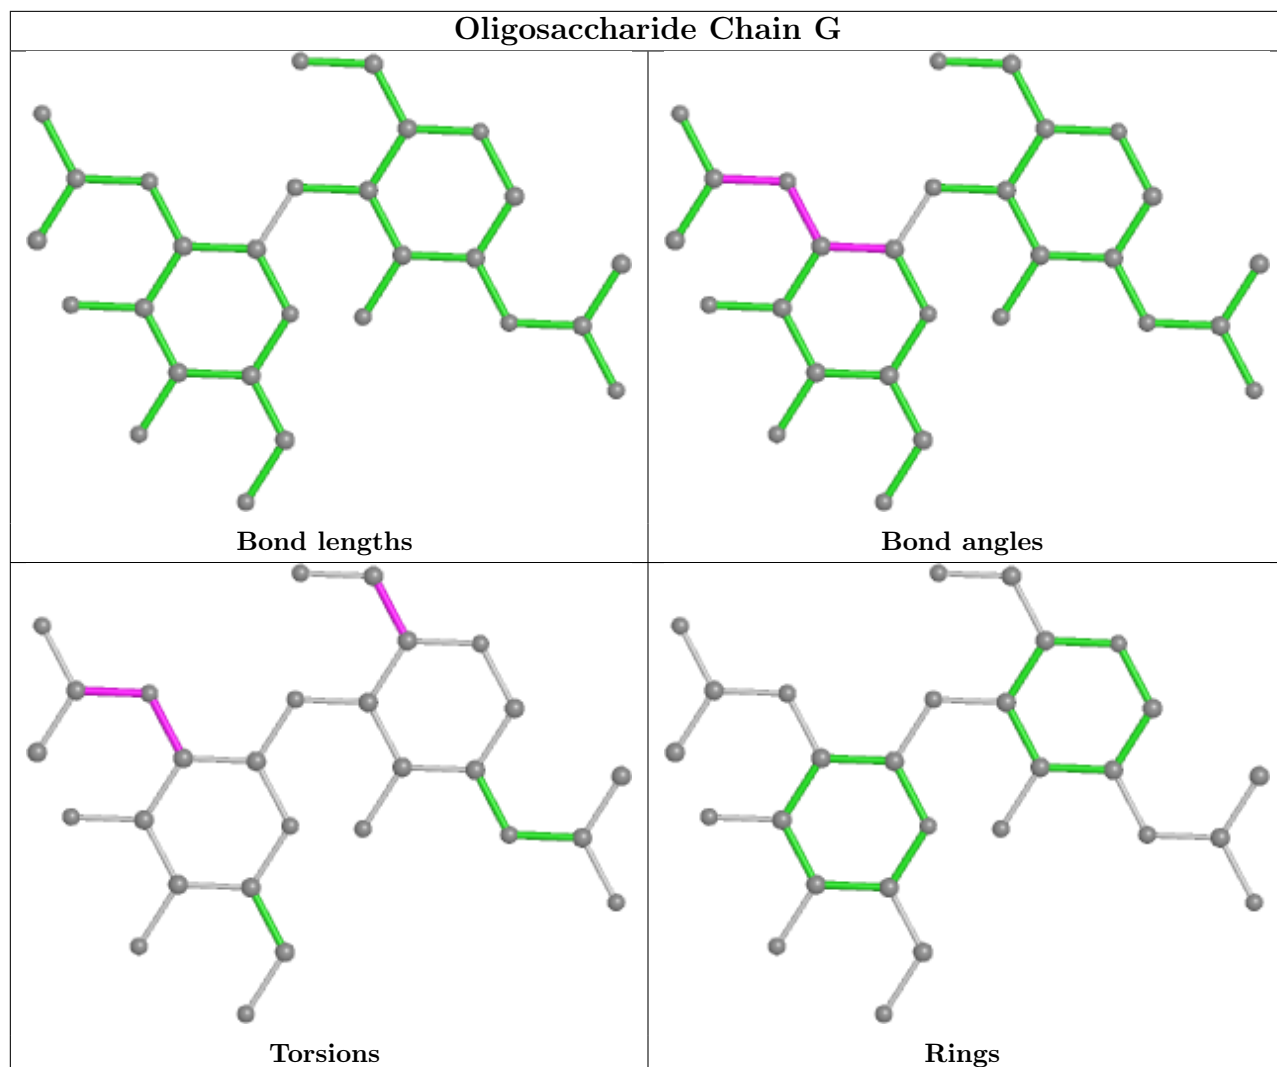 Oligosaccharide Chain G
Bond lengths
Bond angles
Torsions
Rings